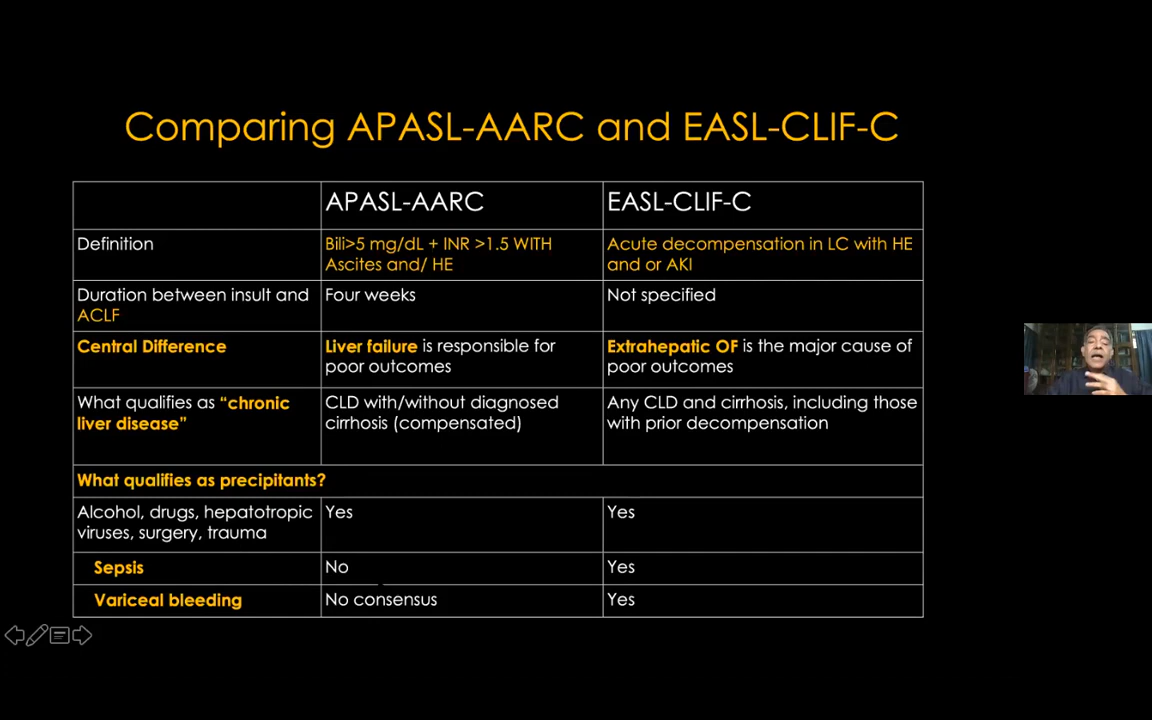 Comparing APASL-AARC and EASL-CLIF-C
APASL-AARC
EASL-CLIF-C
Definition
Bili>5 mg/dL + INR >1.5 WITH
Ascites and/ HE
Acute decompensation in LC with HE
and or AKI
Duration between insult and
ACLF
Four weeks
Not specified
Central Difference
Liver failure is responsible for
poor outcomes
Extrahepatic OF is the major cause of
poor outcomes
What qualifies as “chronic
liver disease”
CLD with/without diagnosed
cirrhosis (compensated)
Any CLD and cirrhosis, including those
with prior decompensation
What qualifies as precipitants?
Alcohol, drugs, hepatotropic
viruses, surgery, trauma
Yes
Yes
Sepsis
No
Yes
Variceal bleeding
No consensus
Yes